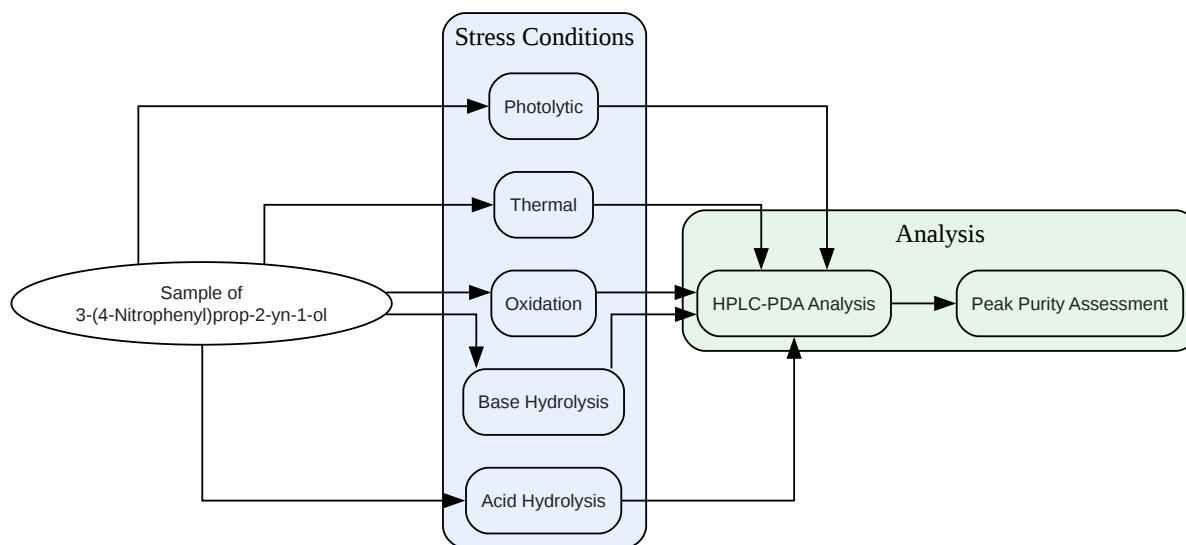 Stress Conditions
Photolytic
Thermal
Analysis
Sample of
3-(4-Nitrophenyl)prop-2-yn-1-ol
Oxidation
HPLC-PDA Analysis
Peak Purity Assessment
Base Hydrolysis
Acid Hydrolysis